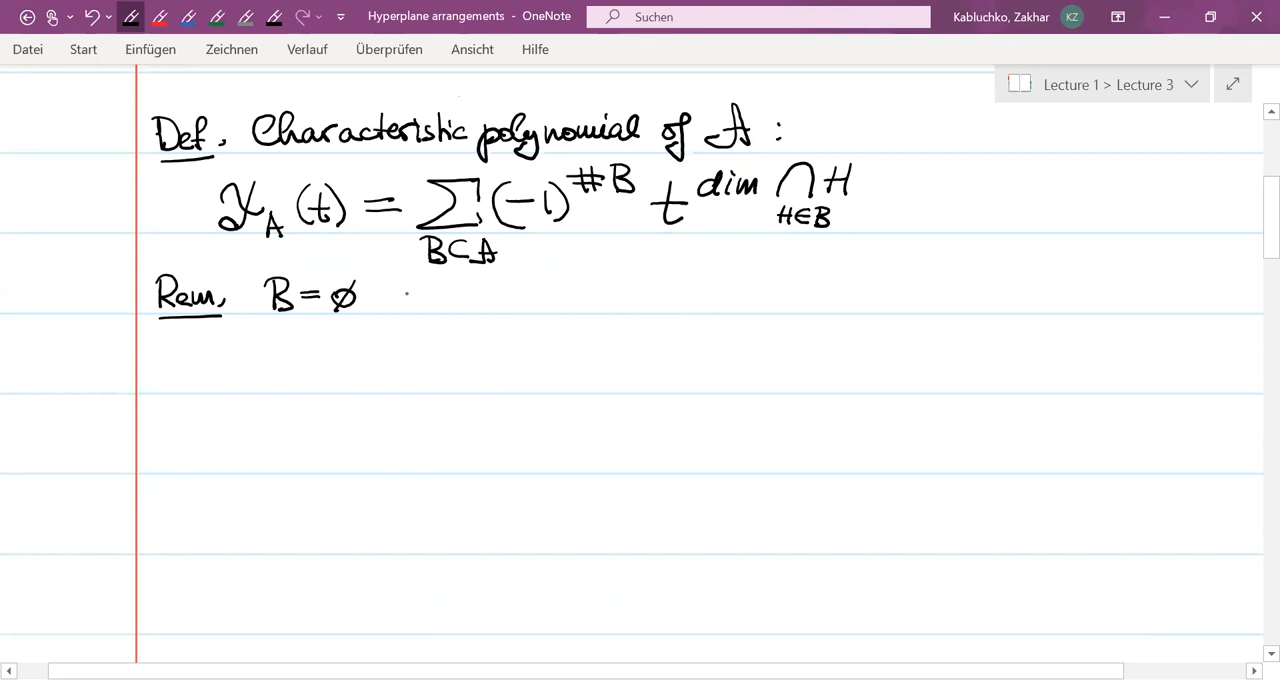 Hyperplane arrangements - OneNote
Suchen
Kabluchko, Zakhar
KZ
Datei Start Einfügen Zeichnen Verlauf Überprüfen Ansicht Hilfe
Lecture 1 > Lecture 3
Def. Characteristic polynomial of A :
χ_A (t) = ∑_{B⊂A} (-1)^{#B} t^{dim ⋂_{H∈B} H}
Rem. B = ∅